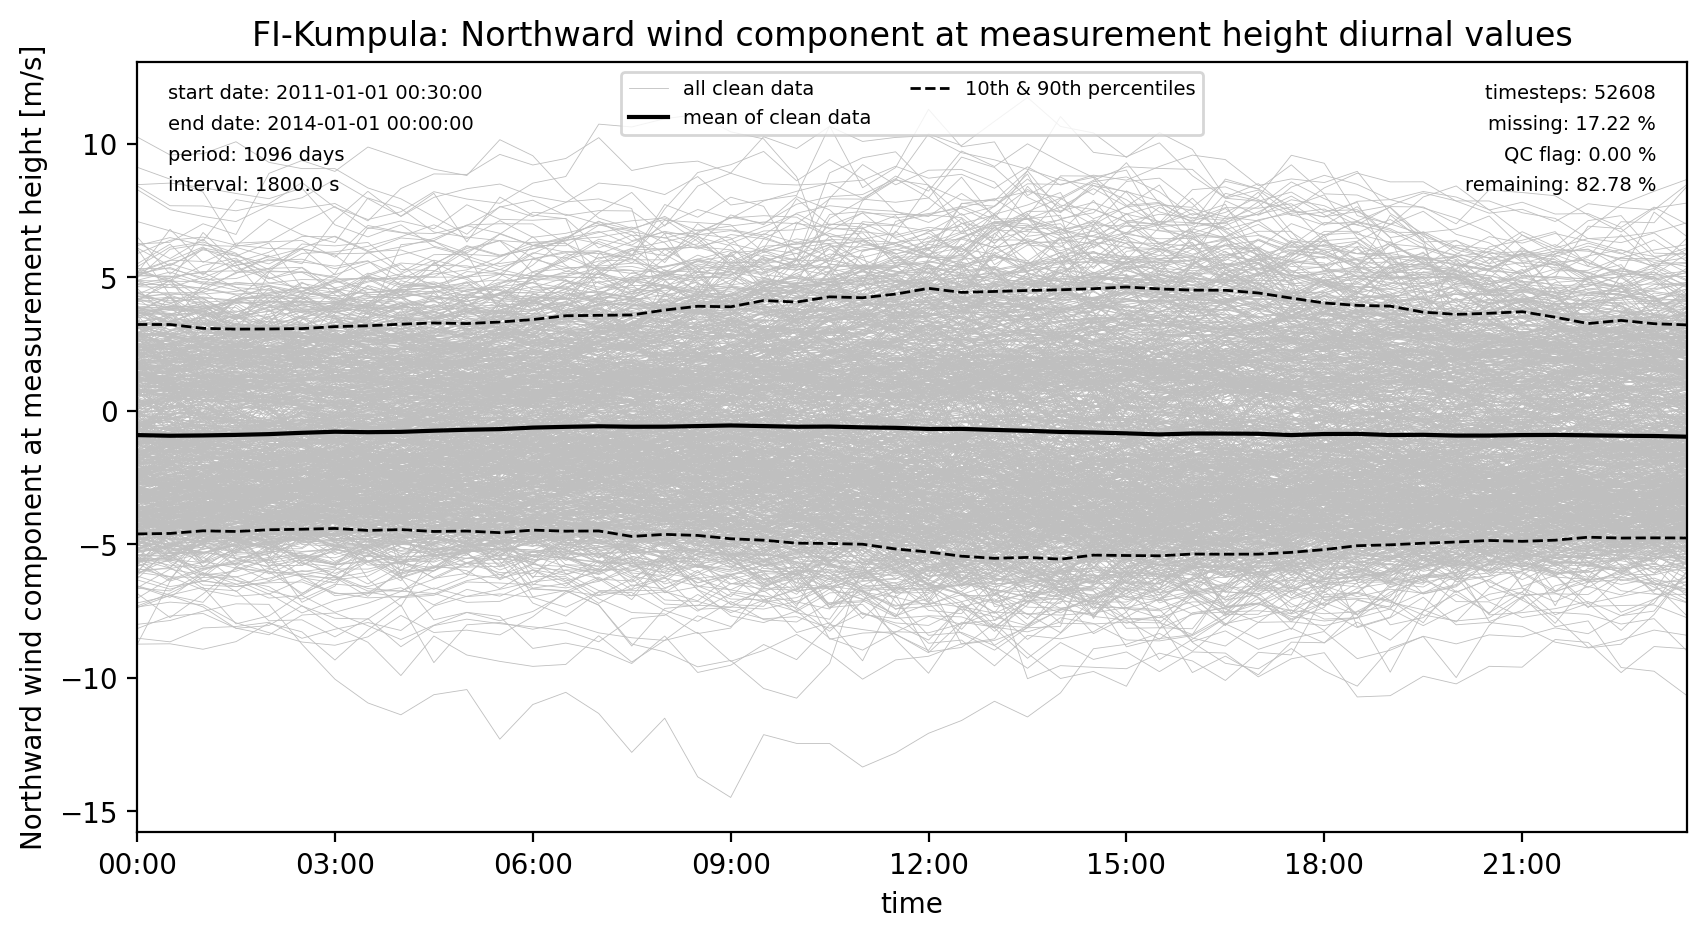 FI-Kumpula: Northward wind component at measurement height diurnal values
start date: 2011-01-01 00:30:00
end date: 2014-01-01 00:00:00
period: 1096 days
interval: 1800.0 s
all clean data
mean of clean data
10th & 90th percentiles
timesteps: 52608
missing: 17.22 %
QC flag: 0.00 %
remaining: 82.78 %
Northward wind component at measurement height [m/s]
10
5
0
−5
−10
−15
00:00 03:00 06:00 09:00 12:00 15:00 18:00 21:00
time